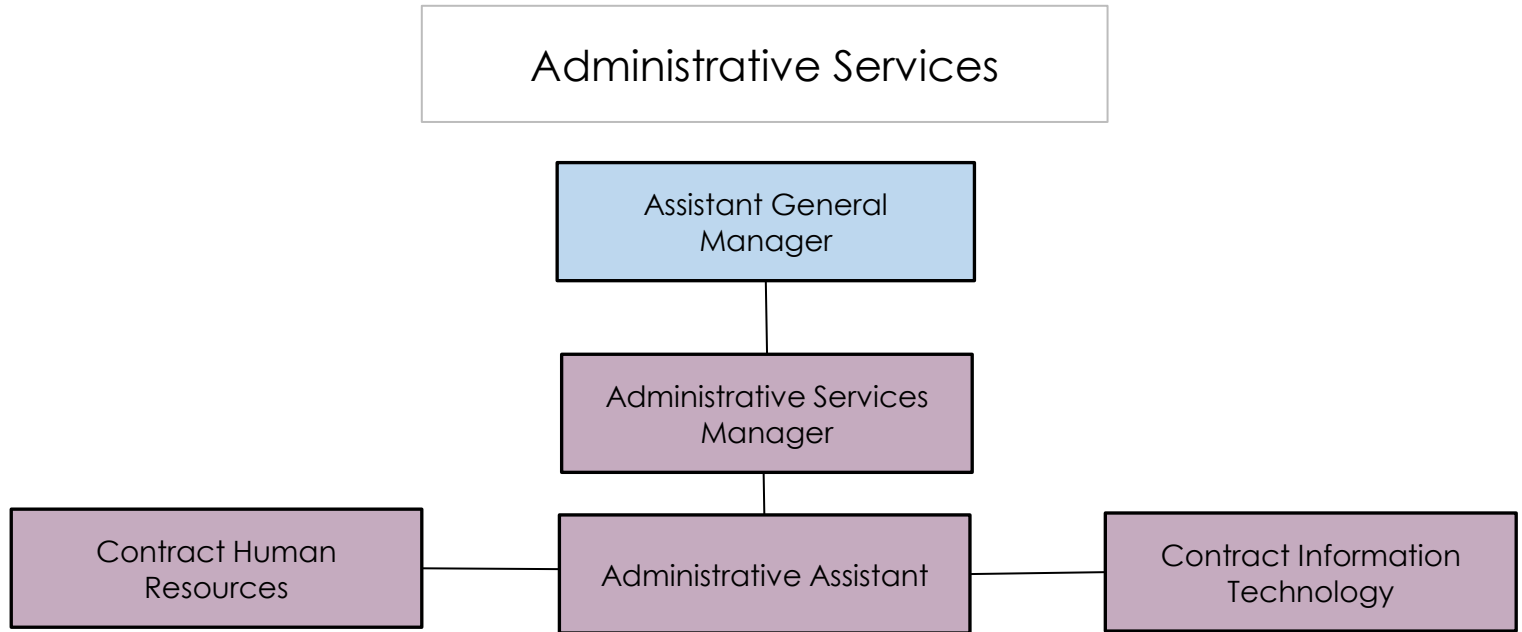 Administrative Services
Assistant General
Manager
Administrative Services
Manager
Contract Human
Resources
Administrative Assistant
Contract Information
Technology